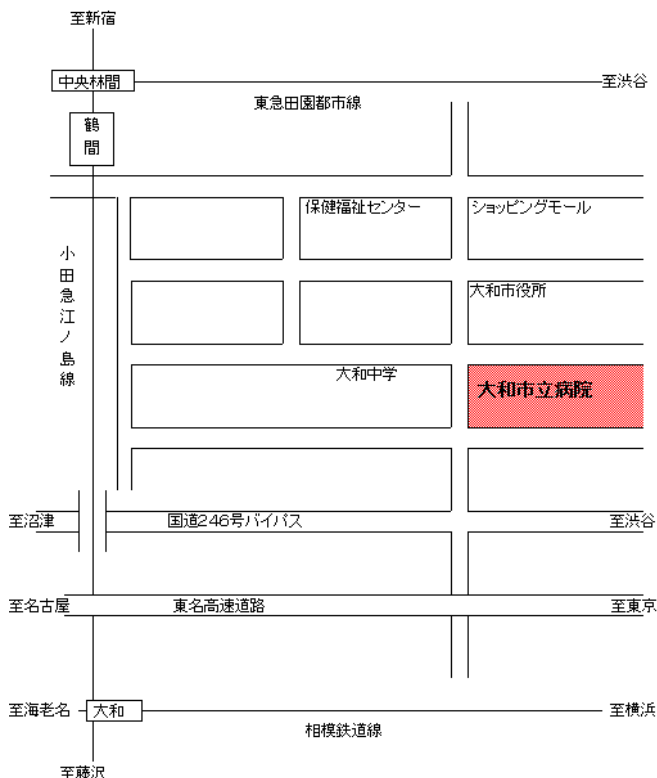 至新宿
中央林間
至渋谷
東急田園都市線
鶴間
保健福祉センター
ショッピングモール
小田急江ノ島線
大和市役所
大和中学
大和市立病院
至沼津
国道246号バイパス
至渋谷
至名古屋
東名高速道路
至東京
至海老名
大和
至横浜
相模鉄道線
至藤沢